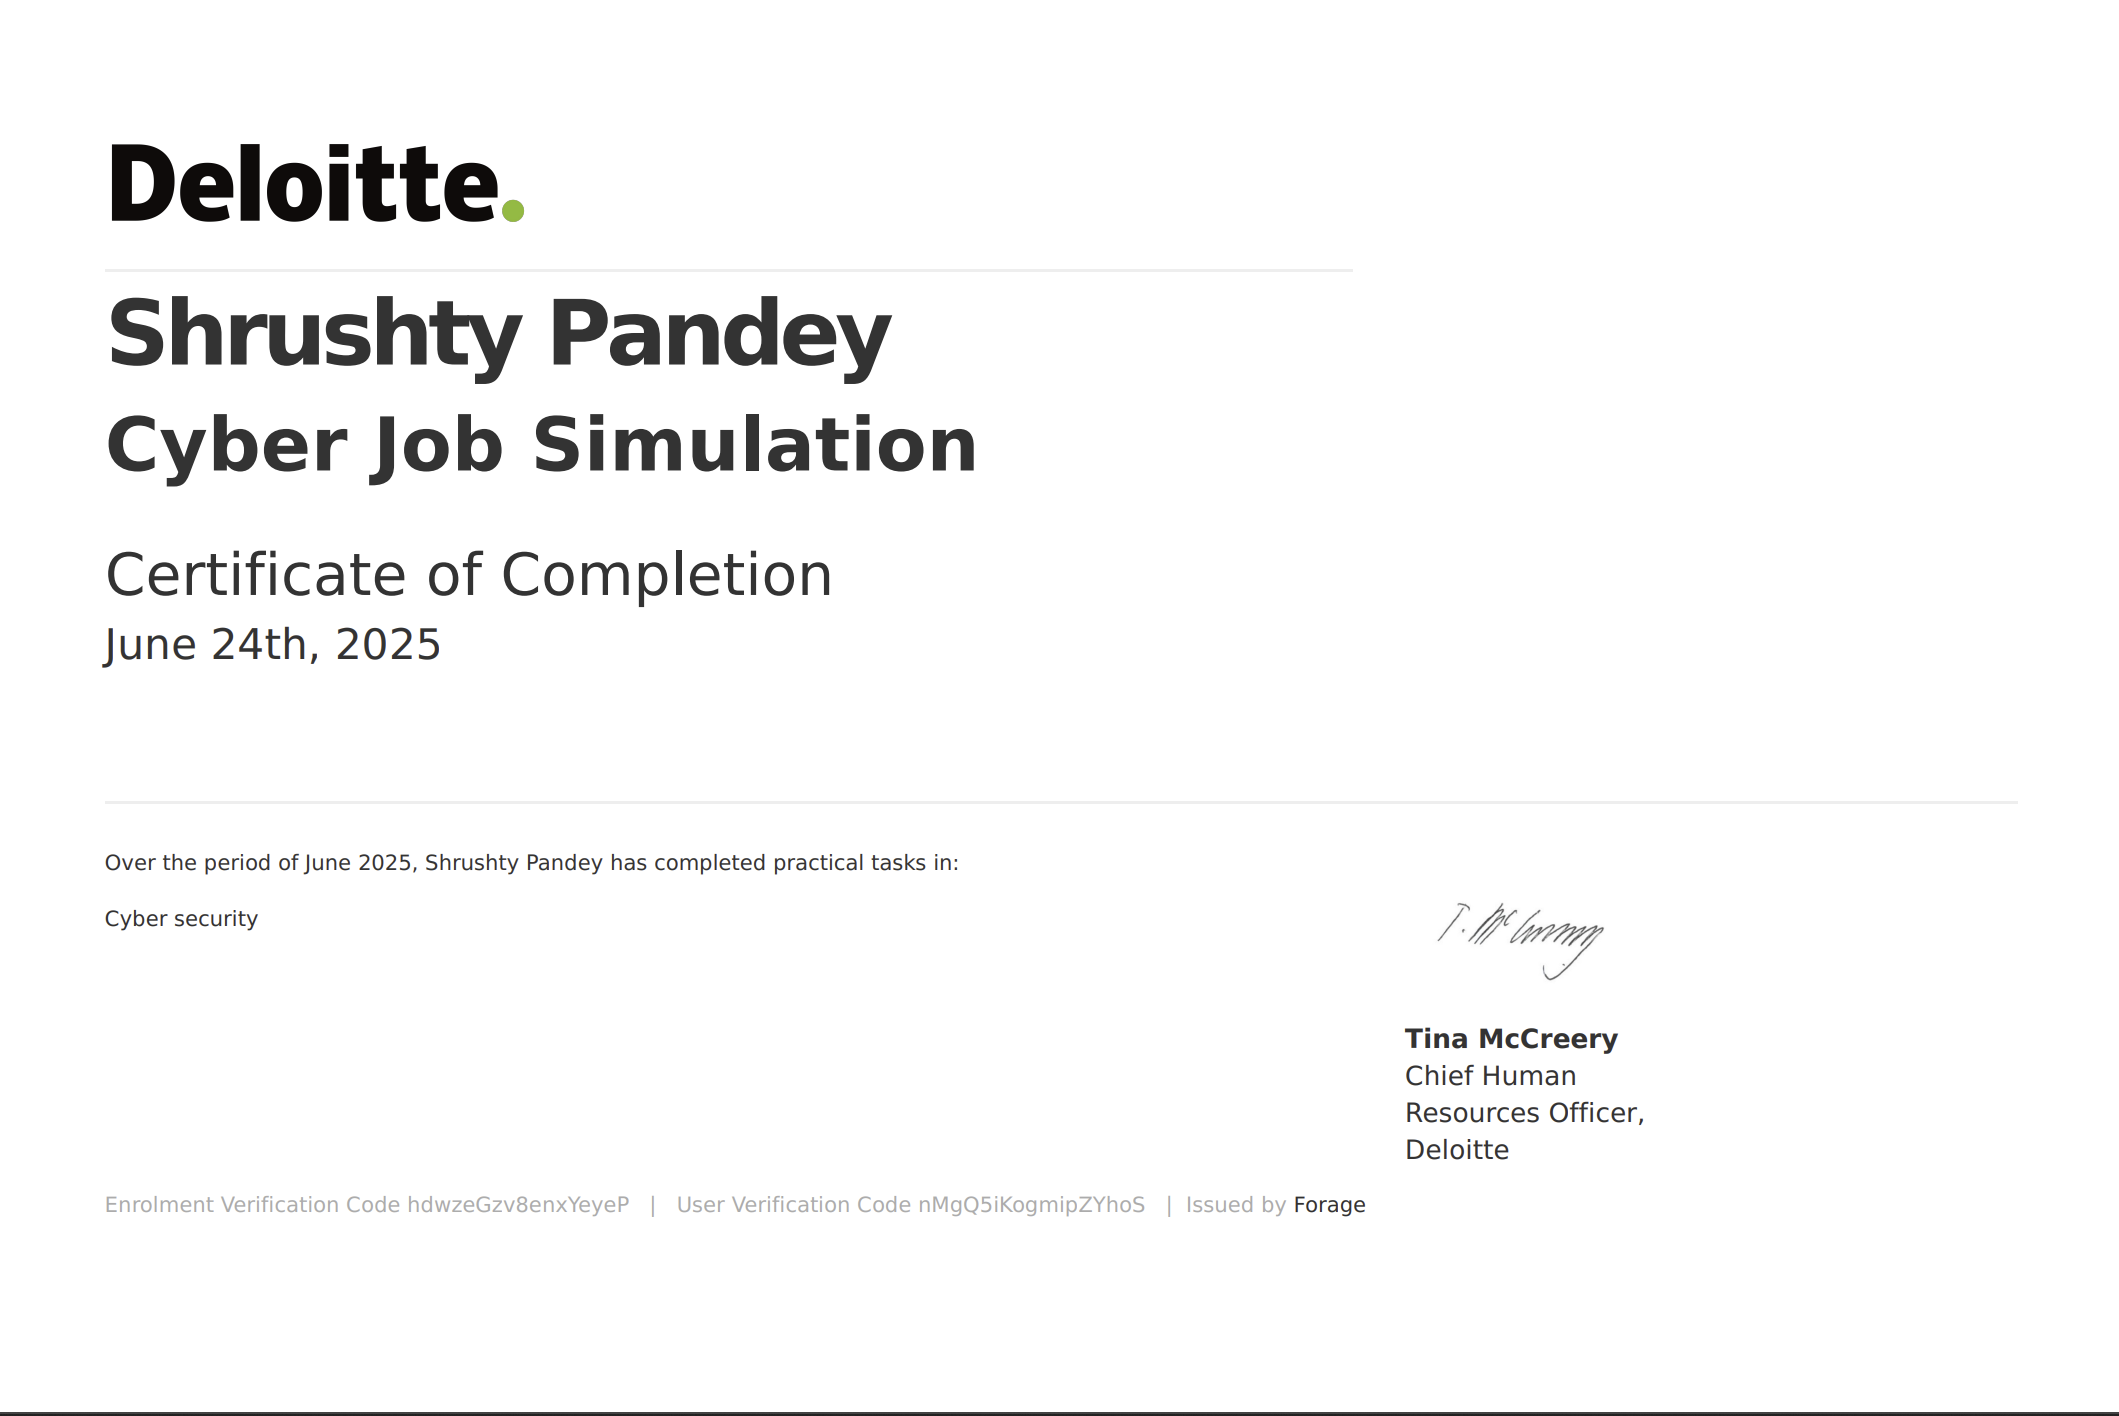 Deloitte.
Shrushty Pandey
Cyber Job Simulation
Certificate of Completion
June 24th, 2025
Over the period of June 2025, Shrushty Pandey has completed practical tasks in:
Cyber security
T. McCreery
Tina McCreery
Chief Human
Resources Officer,
Deloitte
Enrolment Verification Code hdwzeGzv8enxYeyeP | User Verification Code nMgQ5iKogmipZYhoS | Issued by Forage